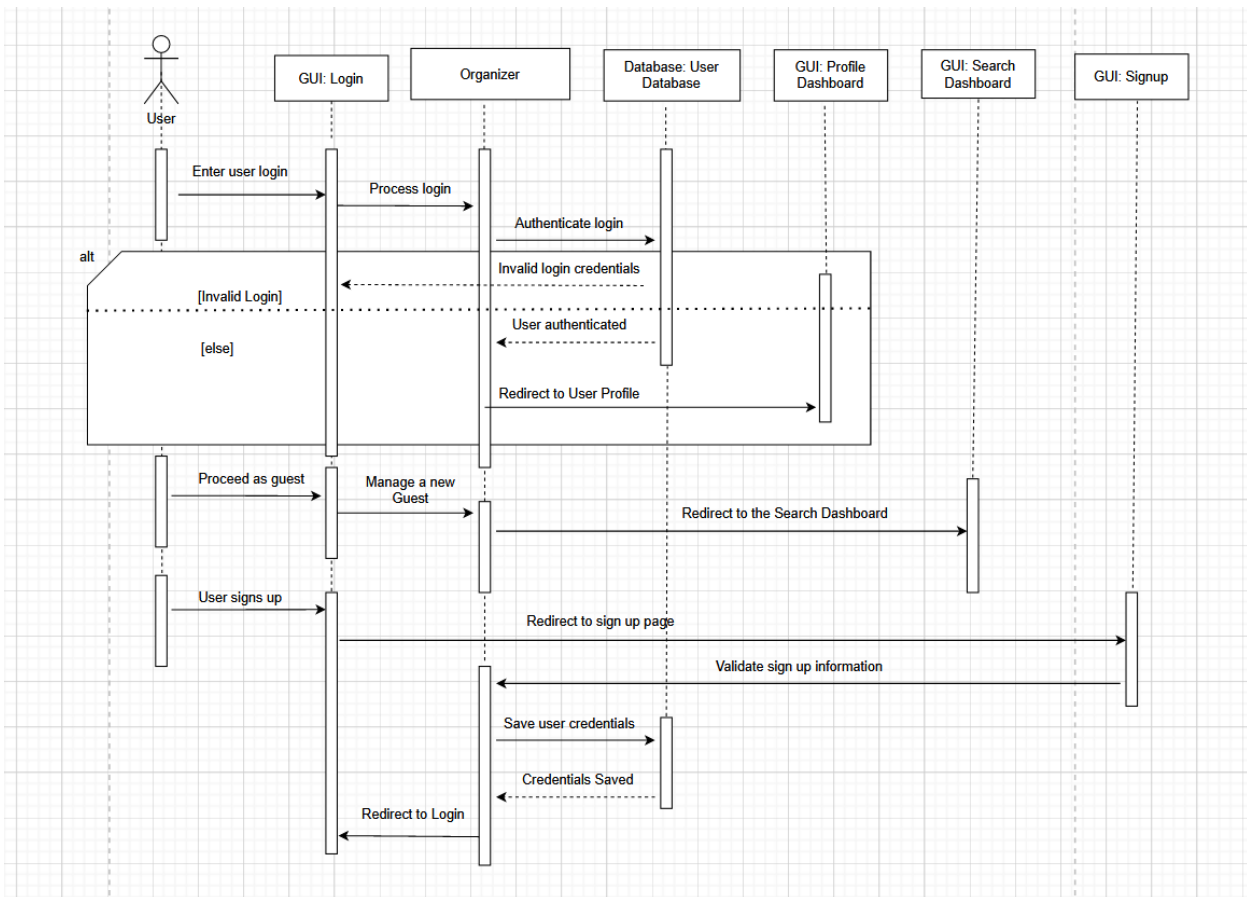 User
GUI: Login
Organizer
Database: User
Database
GUI: Profile
Dashboard
GUI: Search
Dashboard
GUI: Signup
Enter user login
Process login
Authenticate login
alt
Invalid login credentials
[Invalid Login]
User authenticated
[else]
Redirect to User Profile
Proceed as guest
Manage a new
Guest
Redirect to the Search Dashboard
User signs up
Redirect to sign up page
Validate sign up information
Save user credentials
Credentials Saved
Redirect to Login